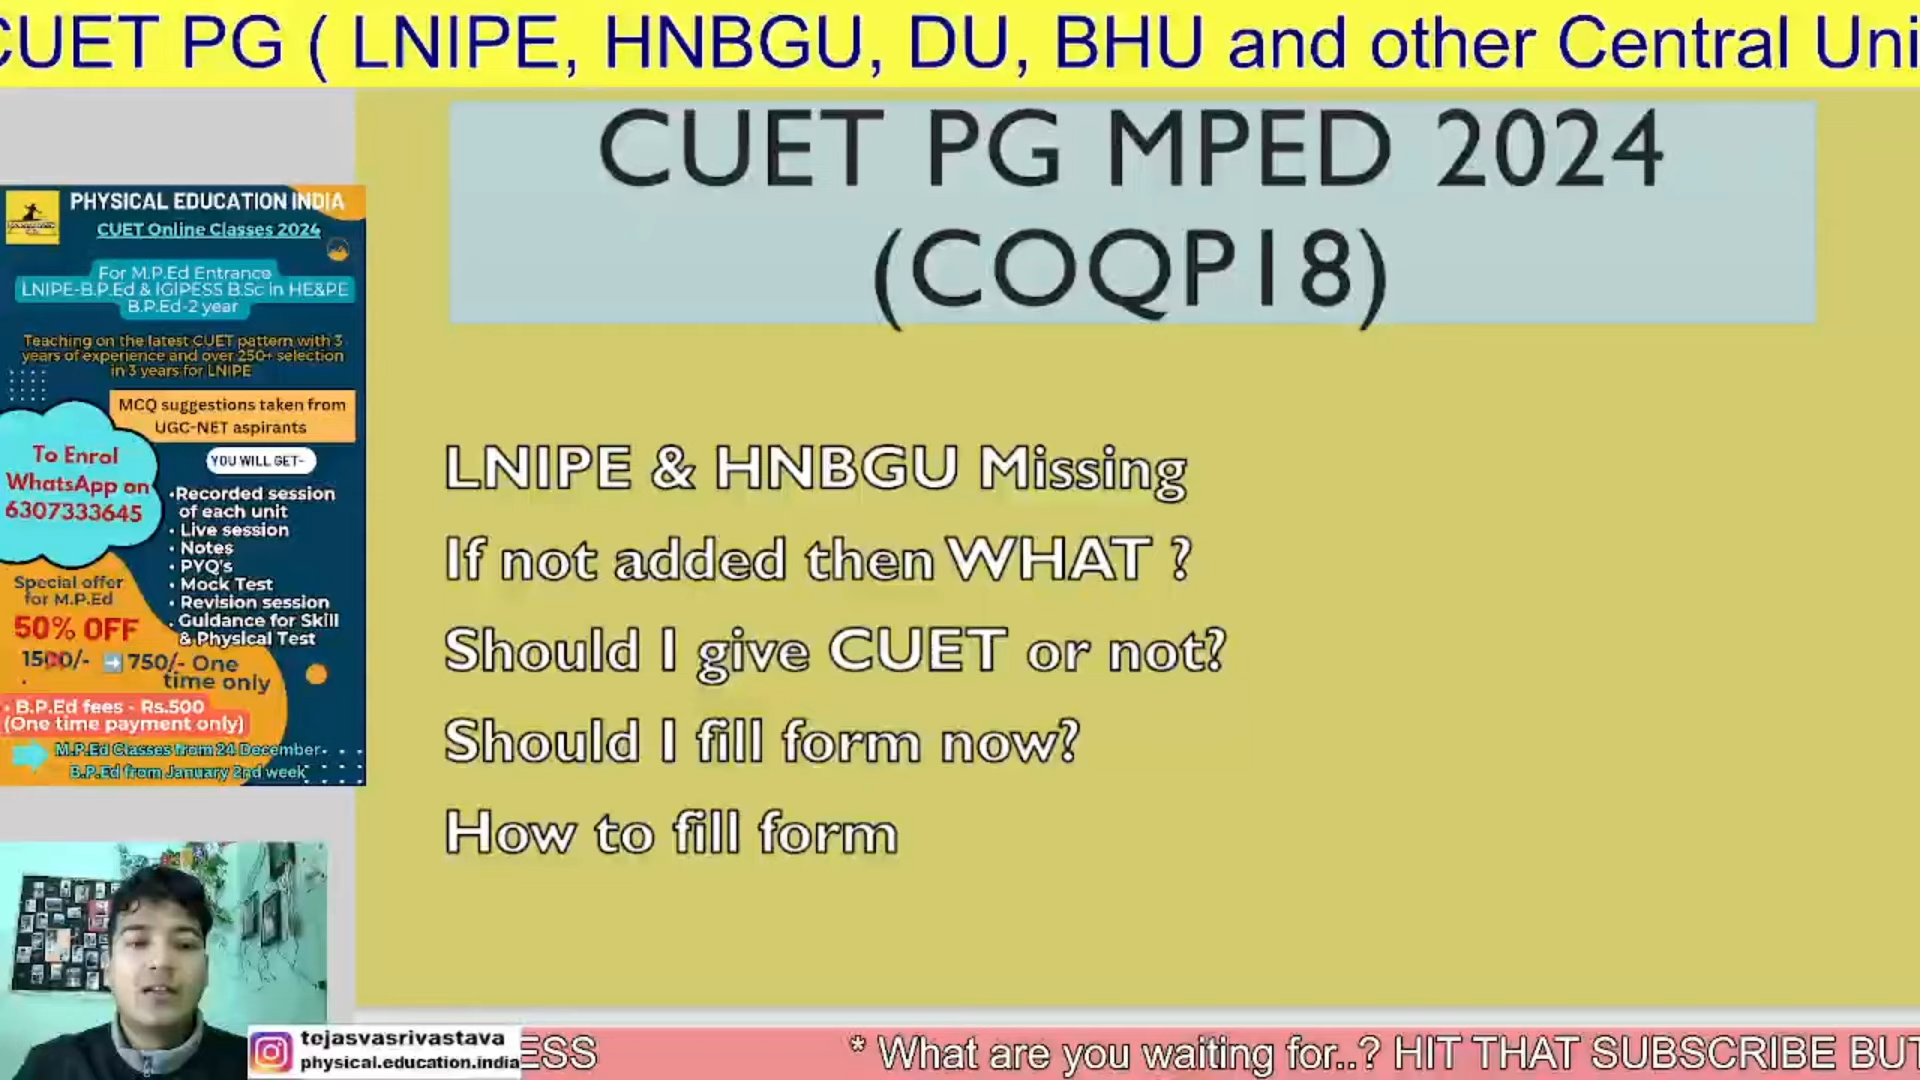 CUET PG ( LNIPE, HNBGU, DU, BHU and other Central Uni
CUET PG MPED 2024
(COQP18)
PHYSICAL EDUCATION INDIA
CUET Online Classes 2024
For M.P.Ed Entrance
LNIPE-B.P.Ed & IGIPESS B.Sc in HE&PE
B.P.Ed-2 year
Teaching on the latest CUET pattern with 3
years of experience and over 250+ selection
in 3 years for LNIPE
MCQ suggestions taken from
UGC-NET aspirants
To Enrol
WhatsApp on
6307333645
YOU WILL GET-
•Recorded session
of each unit
• Live session
• Notes
• PYQ's
• Mock Test
• Revision session
• Guidance for Skill
& Physical Test
Special offer
for M.P.Ed
50% OFF
1500/- ➡750/- One
time only
• B.P.Ed fees - Rs.500
(One time payment only)
M.P.Ed Classes from 24 December
B.P.Ed from January 2nd week
LNIPE & HNBGU Missing
If not added then WHAT ?
Should I give CUET or not?
Should I fill form now?
How to fill form
tejasvasrivastava
physical.education.india
ESS * What are you waiting for..? HIT THAT SUBSCRIBE BUT